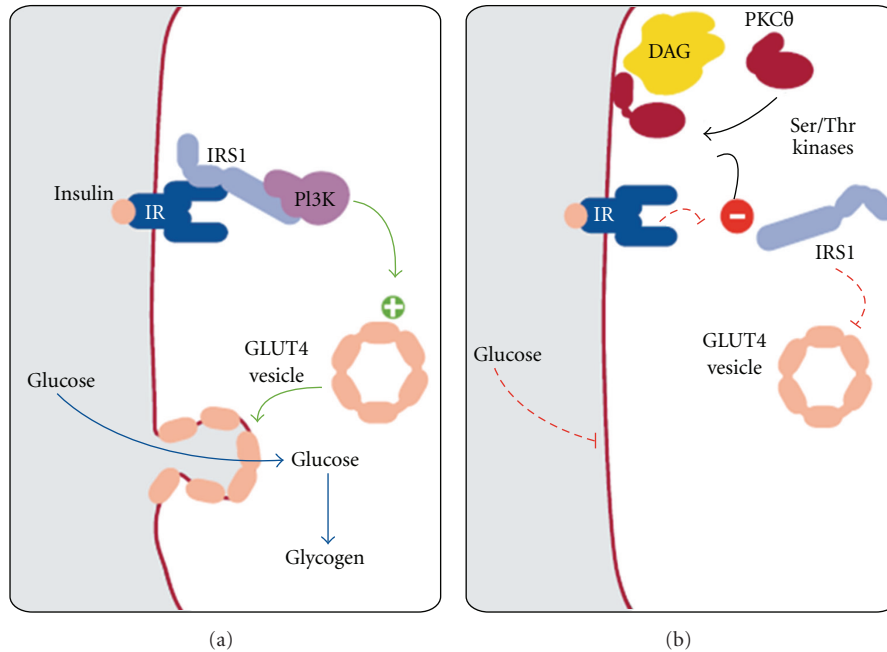 IRS1
Insulin
IR
PI3K
GLUT4
vesicle
Glucose
Glucose
Glycogen
(a)
PKCθ
DAG
Ser/Thr
kinases
IR
IRS1
GLUT4
vesicle
Glucose
(b)